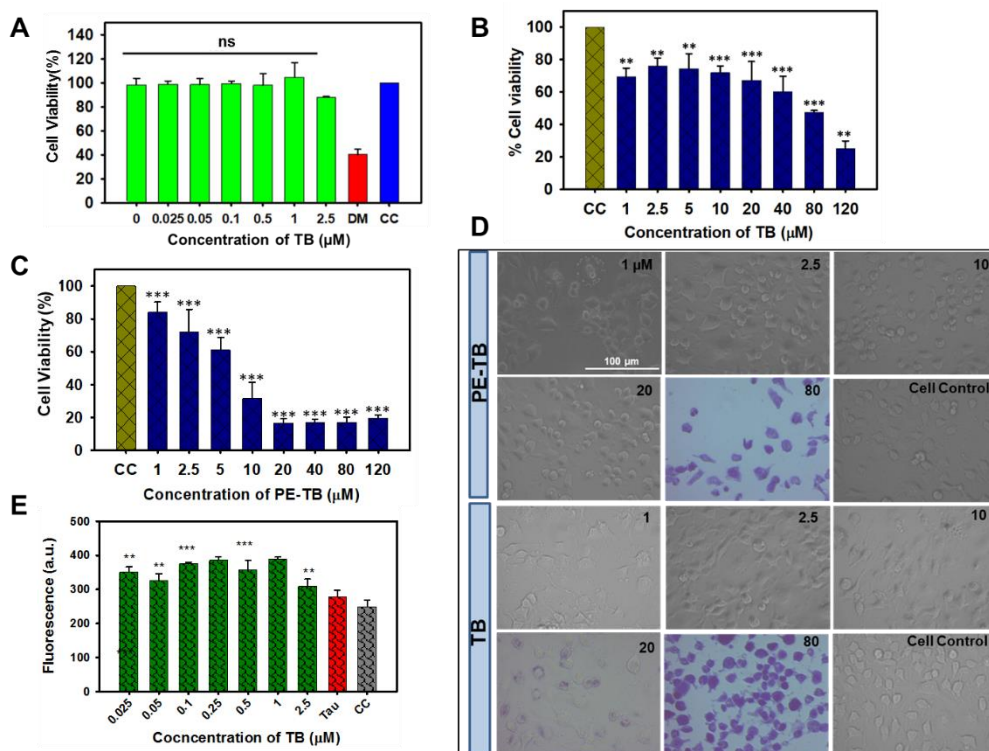 A
Cell Viability(%)
140
120
100
80
60
40
20
0
ns
0 0.025 0.05 0.1 0.5 1 2.5 DM CC
Concentration of TB (µM)
B
% Cell viability
100
80
60
40
20
0
** ** ** *** *** *** *** **
CC 1 2.5 5 10 20 40 80 120
Concentration of TB (µM)
C
Cell Viability (%)
100
80
60
40
20
0
*** *** *** *** *** *** *** ***
CC 1 2.5 5 10 20 40 80 120
Concentration of PE-TB (µM)
D
PE-TB
1 µM 2.5 10
100 µm
20 80 Cell Control
TB
1 2.5 10
20 80 Cell Control
E
Fluorescence (a.u.)
500
400
300
200
100
0
** ** *** *** **
***
0.025 0.05 0.1 0.25 0.5 1 2.5 Tau CC
Cocncentration of TB (µM)